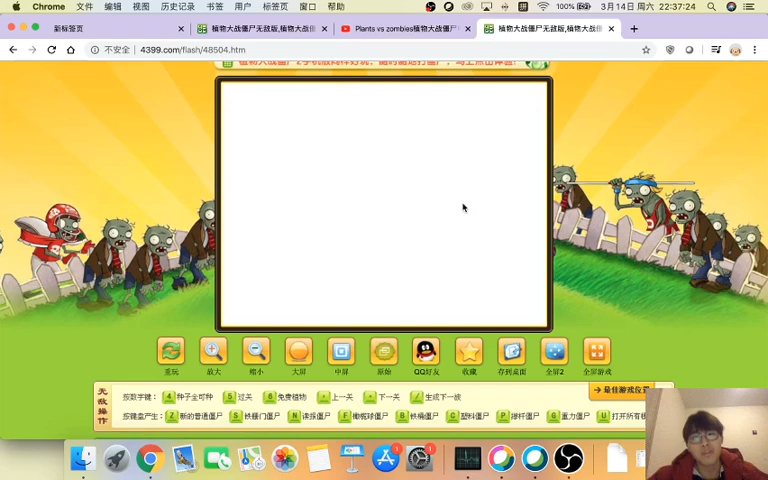 Chrome 文件 编辑 视图 历史记录 书签 用户 标签页 窗口 帮助 100% 3月14日 周六 22:37:24
新标签页 × 植物大战僵尸无敌版,植物大战僵 × Plants vs zombies植物大战僵尸 × 植物大战僵尸无敌版,植物大战僵 × +
不安全 4399.com/flash/48504.htm
重玩 放大 缩小 大屏 中屏 原始 QQ好友 收藏 存到桌面 全屏2 全屏游戏
最佳游戏位置
无敌操作
按数字键: 4 种子全可种 5 过关 6 免费植物 上一关 下一关 / 生成下一波
按键盘产生: Z 新的普通僵尸 S 铁栅门僵尸 N 读报僵尸 F 橄榄球僵尸 B 铁桶僵尸 C 塑料僵尸 P 撑杆僵尸 G 重力僵尸 U 打开所有